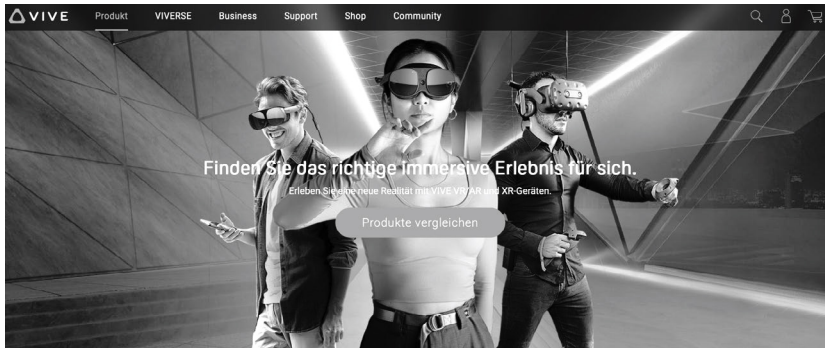 VIVE
Produkt
VIVERSE
Business
Support
Shop
Community
Finden Sie das richtige immersive Erlebnis für sich.
Erleben Sie eine neue Realität mit VIVE VR/AR und XR-Geräten.
Produkte vergleichen